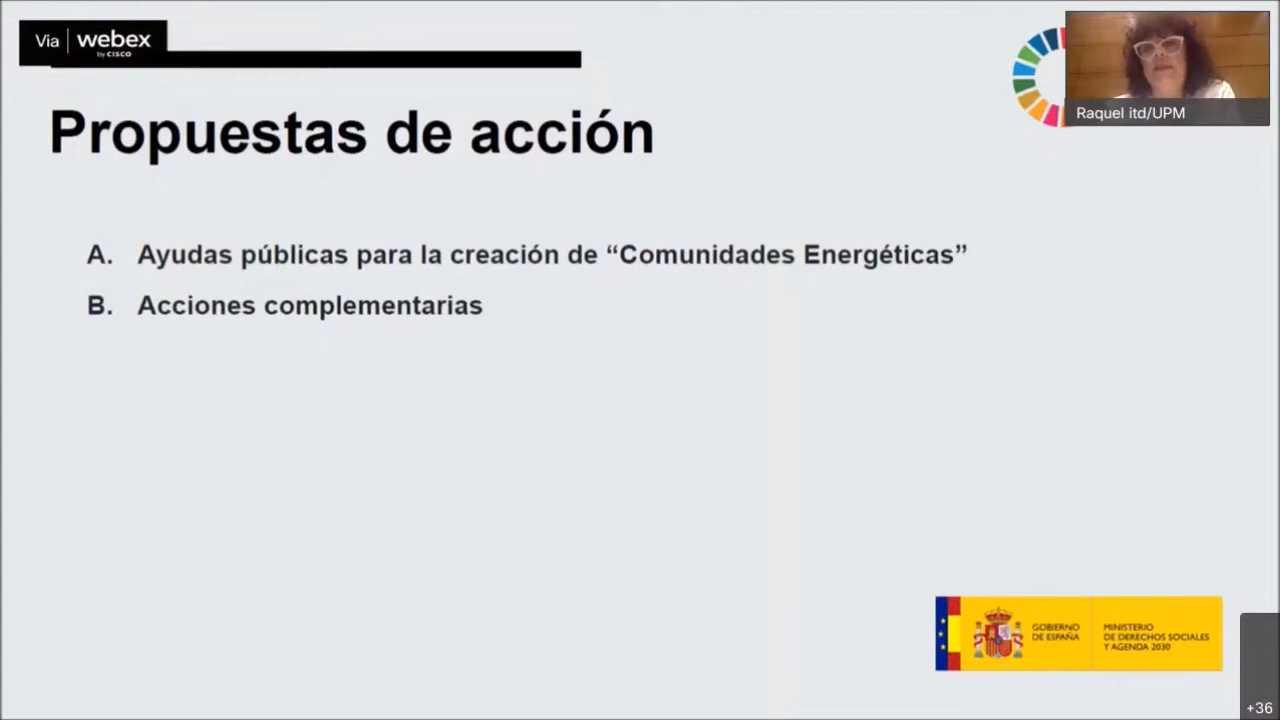 Via webex
by CISCO
Raquel itd/UPM
Propuestas de acción
A. Ayudas públicas para la creación de “Comunidades Energéticas”
B. Acciones complementarias
GOBIERNO
DE ESPAÑA
MINISTERIO
DE DERECHOS SOCIALES
Y AGENDA 2030
+36